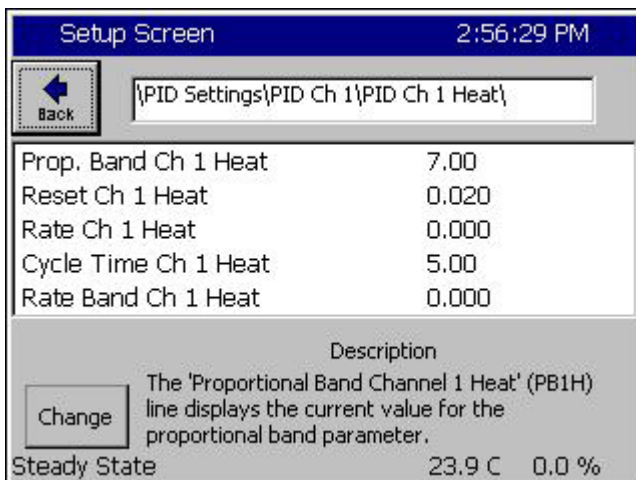 Setup Screen 2:56:29 PM
Back
\PID Settings\PID Ch 1\PID Ch 1 Heat\
Prop. Band Ch 1 Heat 7.00
Reset Ch 1 Heat 0.020
Rate Ch 1 Heat 0.000
Cycle Time Ch 1 Heat 5.00
Rate Band Ch 1 Heat 0.000
Description
The 'Proportional Band Channel 1 Heat' (PB1H)
line displays the current value for the
proportional band parameter.
Change
Steady State 23.9 C 0.0 %